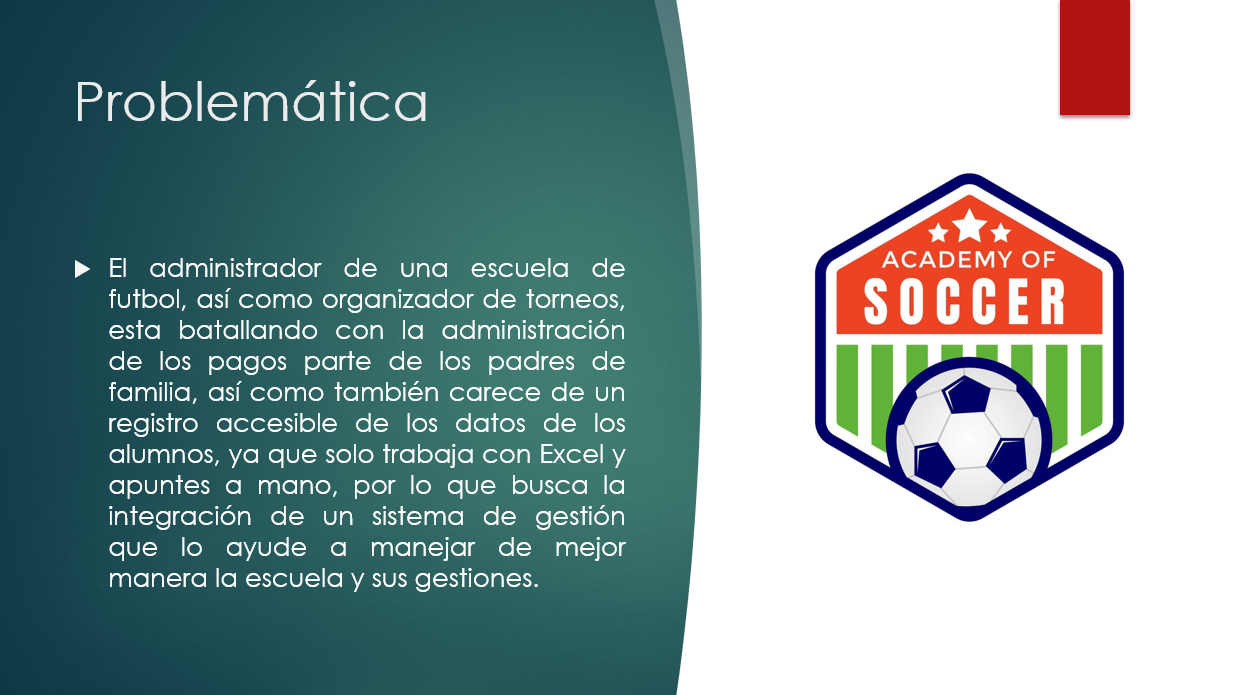 Problemática
El administrador de una escuela de
futbol, así como organizador de torneos,
esta batallando con la administración
de los pagos parte de los padres de
familia, así como también carece de un
registro accesible de los datos de los
alumnos, ya que solo trabaja con Excel y
apuntes a mano, por lo que busca la
integración de un sistema de gestión
que lo ayude a manejar de mejor
manera la escuela y sus gestiones.
ACADEMY OF
SOCCER